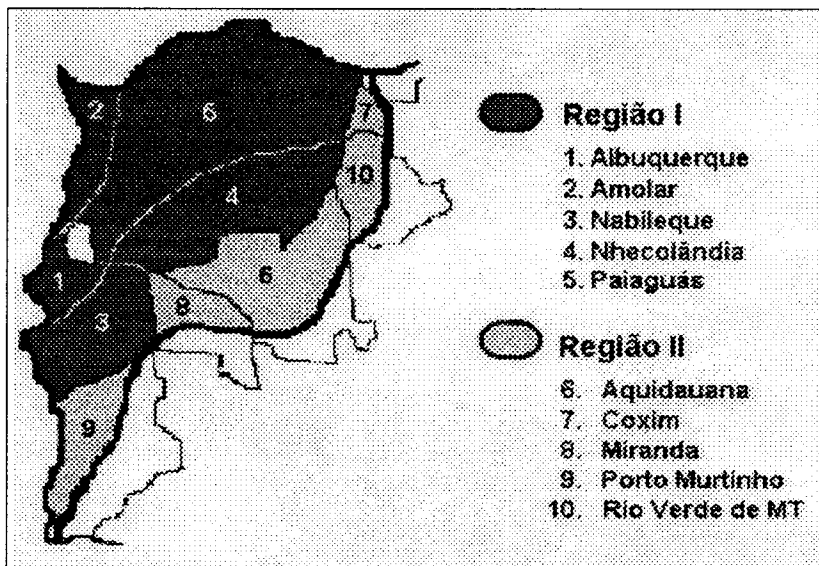 2
5
7
10
4
6
1
8
3
9
Região I
1. Albuquerque
2. Amolar
3. Nabileque
4. Nhecolândia
5. Paiaguás
Região II
6. Aquidauana
7. Coxim
8. Miranda
9. Porto Murtinho
10. Rio Verde de MT